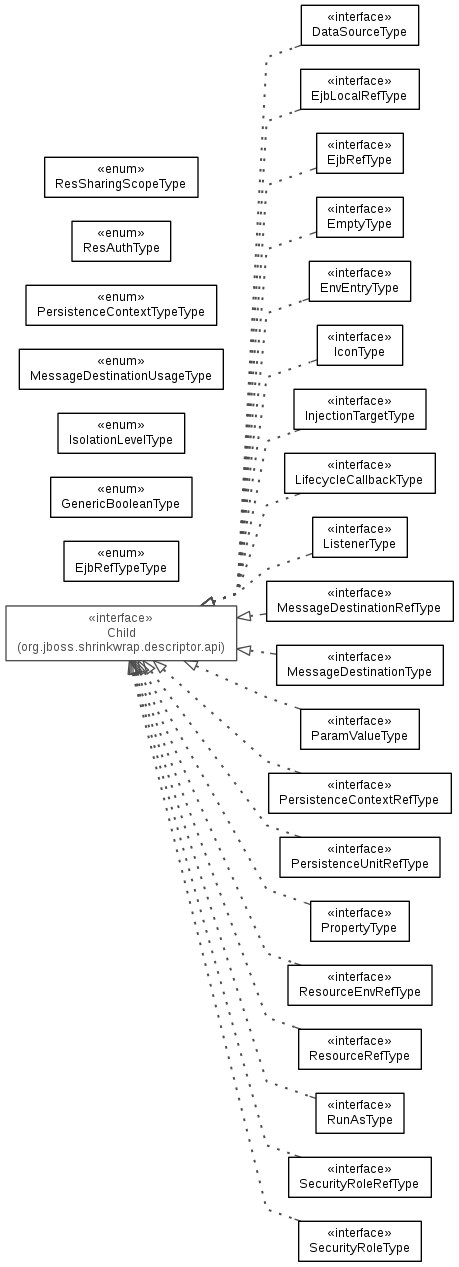 «interface»
DataSourceType
«interface»
EjbLocalRefType
«interface»
EjbRefType
«enum»
ResSharingScopeType
«interface»
EmptyType
«enum»
ResAuthType
«interface»
EnvEntryType
«enum»
PersistenceContextTypeType
«interface»
IconType
«enum»
MessageDestinationUsageType
«interface»
InjectionTargetType
«enum»
IsolationLevelType
«interface»
LifecycleCallbackType
«enum»
GenericBooleanType
«interface»
ListenerType
«enum»
EjbRefTypeType
«interface»
MessageDestinationRefType
«interface»
Child
(org.jboss.shrinkwrap.descriptor.api)
«interface»
MessageDestinationType
«interface»
ParamValueType
«interface»
PersistenceContextRefType
«interface»
PersistenceUnitRefType
«interface»
PropertyType
«interface»
ResourceEnvRefType
«interface»
ResourceRefType
«interface»
RunAsType
«interface»
SecurityRoleRefType
«interface»
SecurityRoleType